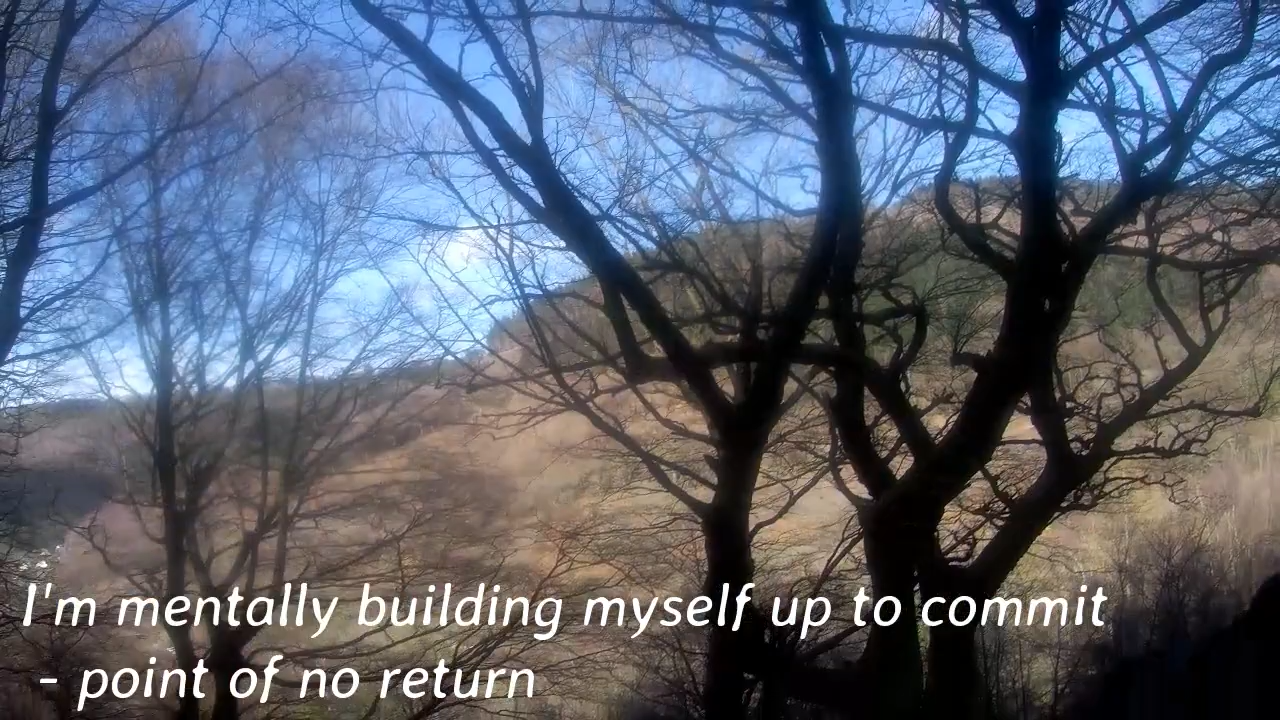 I'm mentally building myself up to commit
- point of no return